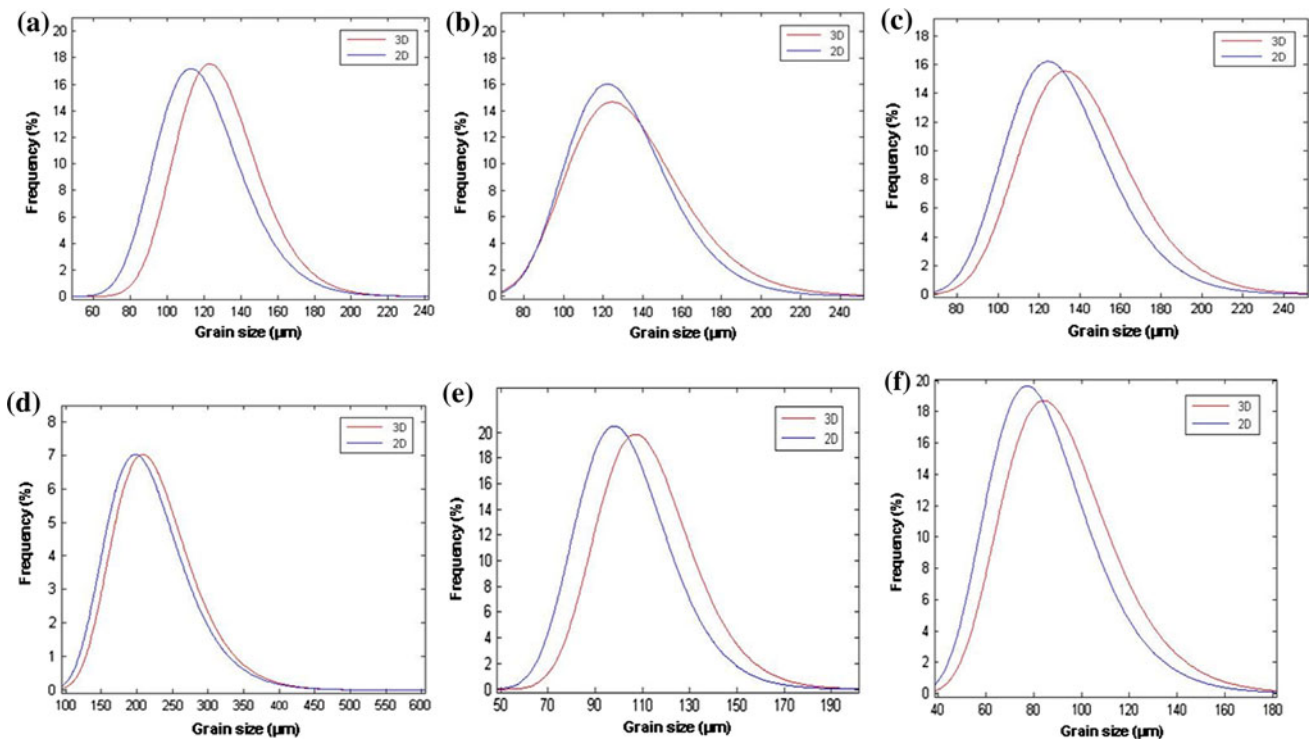 (a)
20
18
16
14
12
10
8
6
4
2
0
Frequency (%)
3D
2D
60 80 100 120 140 160 180 200 220 240
Grain size (µm)
(b)
20
18
16
14
12
10
8
6
4
2
0
Frequency (%)
3D
2D
80 100 120 140 160 180 200 220 240
Grain size (µm)
(c)
18
16
14
12
10
8
6
4
2
0
Frequency (%)
3D
2D
80 100 120 140 160 180 200 220 240
Grain size (µm)
(d)
8
7
6
5
4
3
2
1
0
Frequency (%)
3D
2D
100 150 200 250 300 350 400 450 500 550 600
Grain size (µm)
(e)
20
18
16
14
12
10
8
6
4
2
0
Frequency (%)
3D
2D
50 70 90 110 130 150 170 190
Grain size (µm)
(f)
20
18
16
14
12
10
8
6
4
2
0
Frequency (%)
3D
2D
40 60 80 100 120 140 160 180
Grain size (µm)